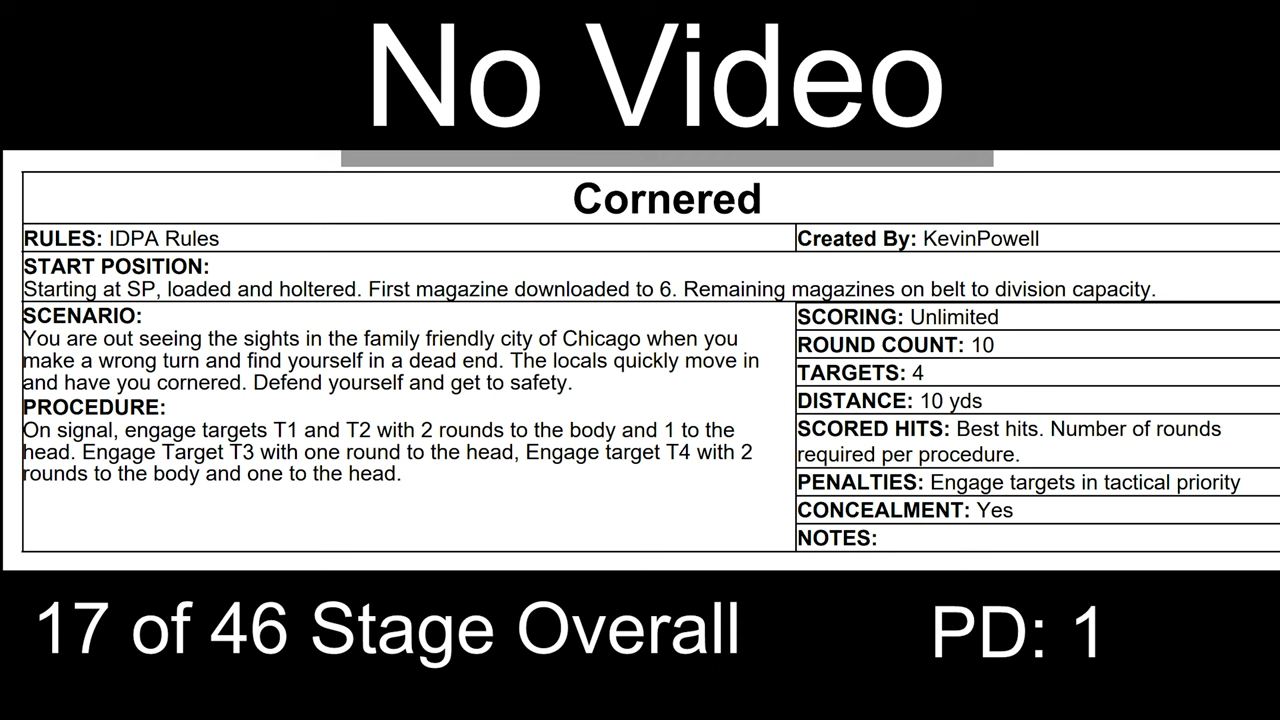 No Video
Cornered
RULES: IDPA Rules
Created By: KevinPowell
START POSITION:
Starting at SP, loaded and holtered. First magazine downloaded to 6. Remaining magazines on belt to division capacity.
SCENARIO:
You are out seeing the sights in the family friendly city of Chicago when you
make a wrong turn and find yourself in a dead end. The locals quickly move in
and have you cornered. Defend yourself and get to safety.
PROCEDURE:
On signal, engage targets T1 and T2 with 2 rounds to the body and 1 to the
head. Engage Target T3 with one round to the head, Engage target T4 with 2
rounds to the body and one to the head.
SCORING: Unlimited
ROUND COUNT: 10
TARGETS: 4
DISTANCE: 10 yds
SCORED HITS: Best hits. Number of rounds
required per procedure.
PENALTIES: Engage targets in tactical priority
CONCEALMENT: Yes
NOTES:
17 of 46 Stage Overall
PD: 1